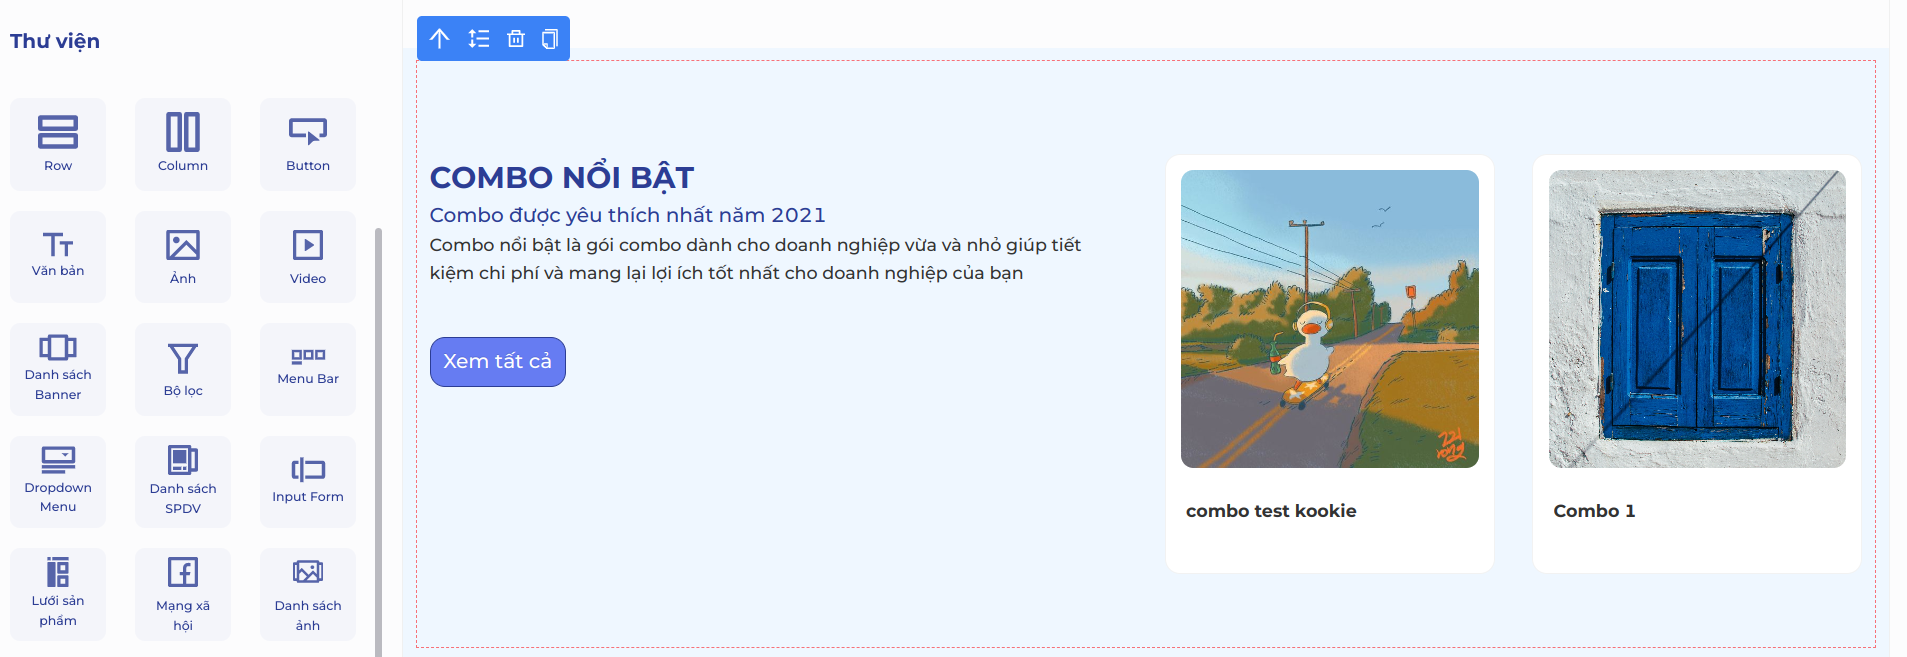 Thư viện
Row
Column
Button
Văn bản
Ảnh
Video
Danh sách
Banner
Bộ lọc
Menu Bar
Dropdown
Menu
Danh sách
SPDV
Input Form
Lưới sản
phẩm
Mạng xã
hội
Danh sách
ảnh
COMBO NỔI BẬT
Combo được yêu thích nhất năm 2021
Combo nổi bật là gói combo dành cho doanh nghiệp vừa và nhỏ giúp tiết
kiệm chi phí và mang lại lợi ích tốt nhất cho doanh nghiệp của bạn
Xem tất cả
combo test kookie
Combo 1